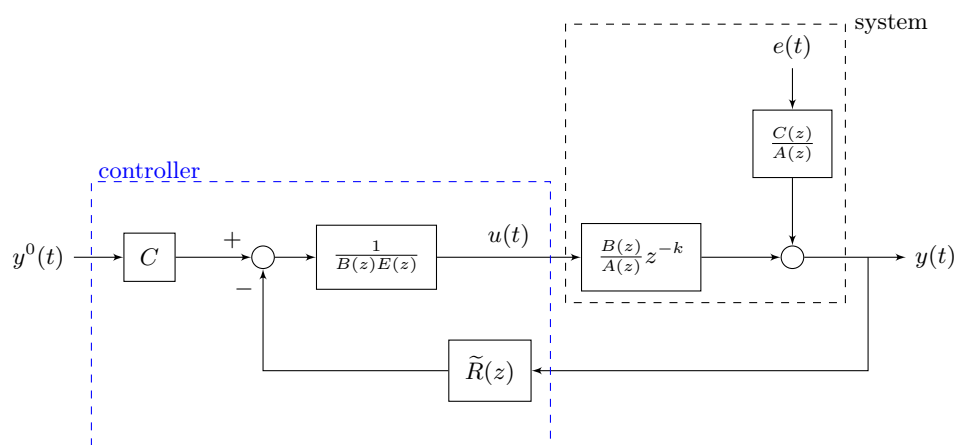 system
e(t)
C(z)/A(z)
controller
y⁰(t)
C
+
−
1/B(z)E(z)
u(t)
B(z)/A(z) z⁻ᵏ
y(t)
R̃(z)